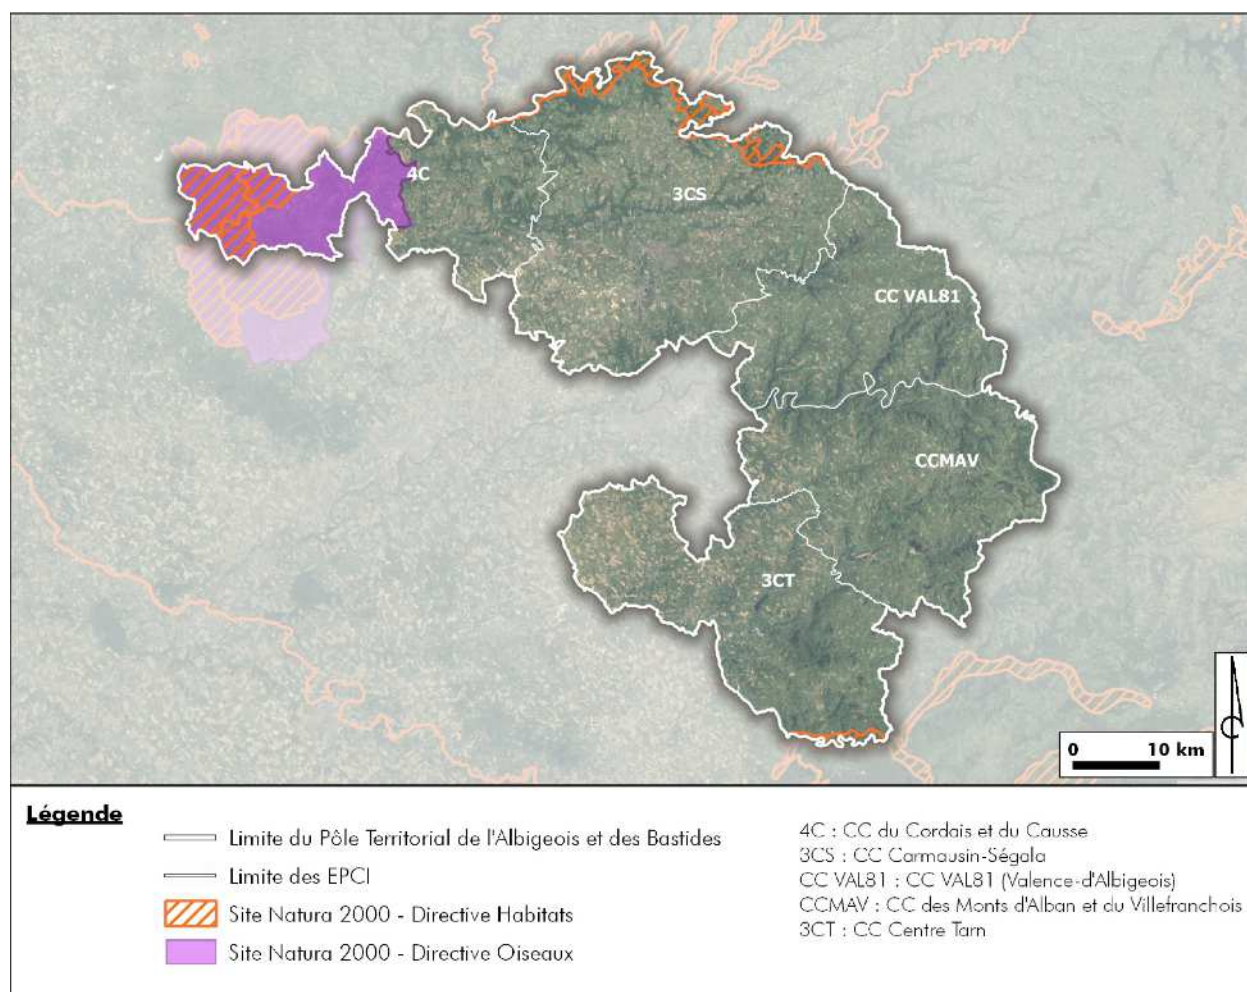 4C
3CS
CC VAL81
CCMAV
3CT
0 10 km
Légende
Limite du Pôle Territorial de l'Albigeois et des Bastides
Limite des EPCI
Site Natura 2000 - Directive Habitats
Site Natura 2000 - Directive Oiseaux
4C : CC du Cordais et du Causse
3CS : CC Carmausin-Ségala
CC VAL81 : CC VAL81 (Valence-d'Albigeois)
CCMAV : CC des Monts d'Alban et du Villefranchois
3CT : CC Centre Tarn